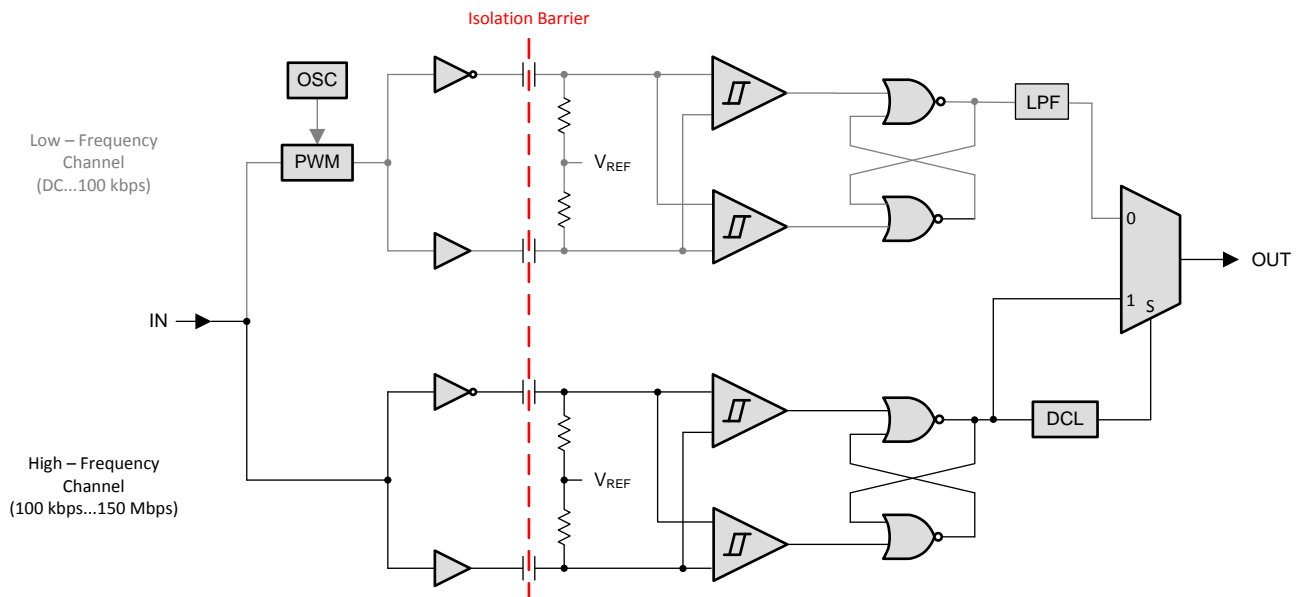 Isolation Barrier
OSC
PWM
Low – Frequency
Channel
(DC...100 kbps)
VREF
LPF
0
1
S
OUT
IN
High – Frequency
Channel
(100 kbps...150 Mbps)
VREF
DCL